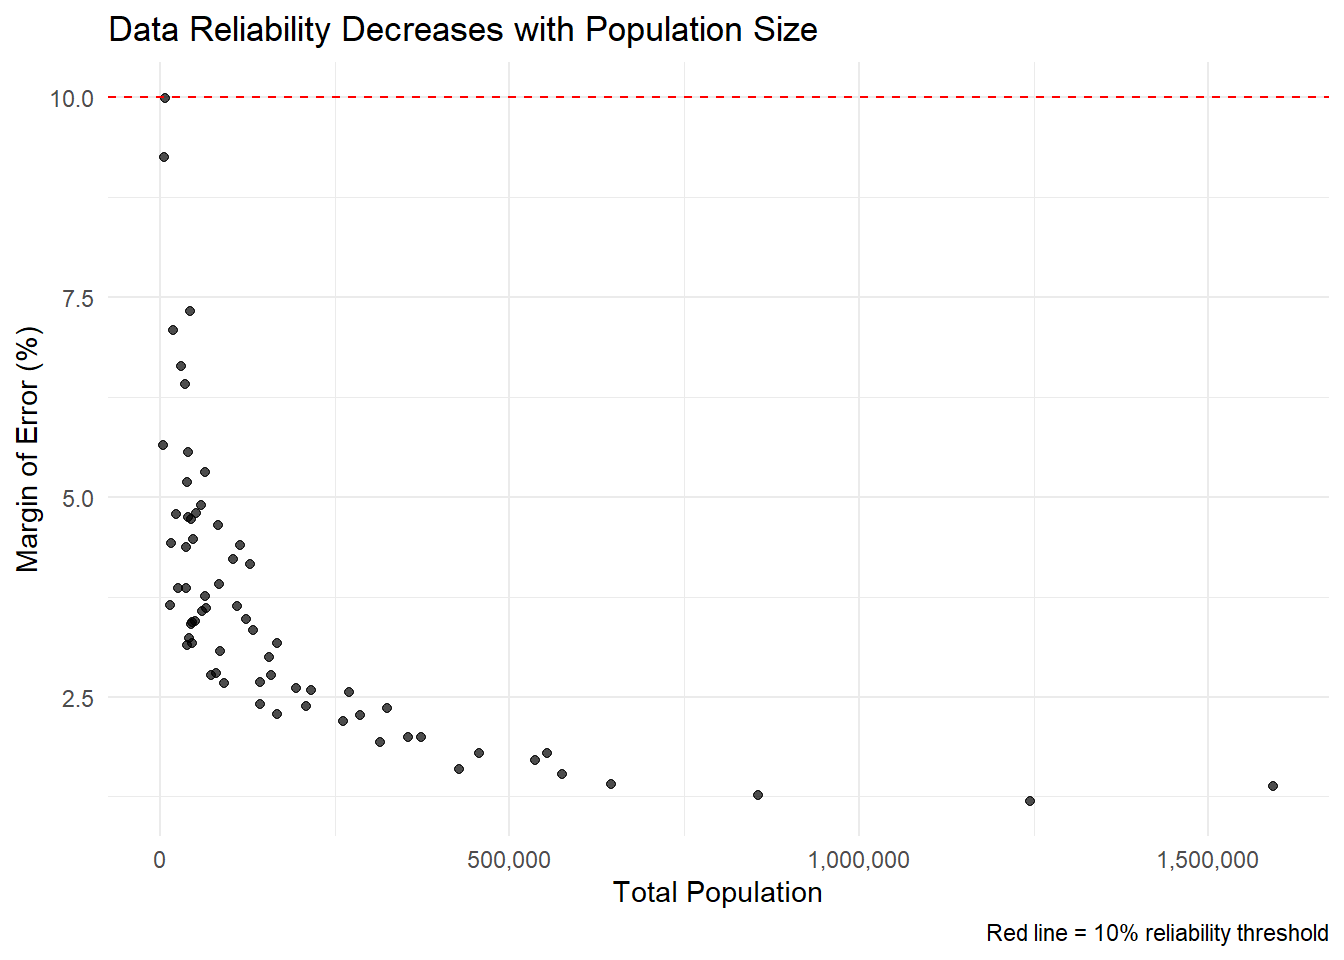 Data Reliability Decreases with Population Size
10.0
7.5
5.0
2.5
Margin of Error (%)
0 500,000 1,000,000 1,500,000
Total Population
Red line = 10% reliability threshold